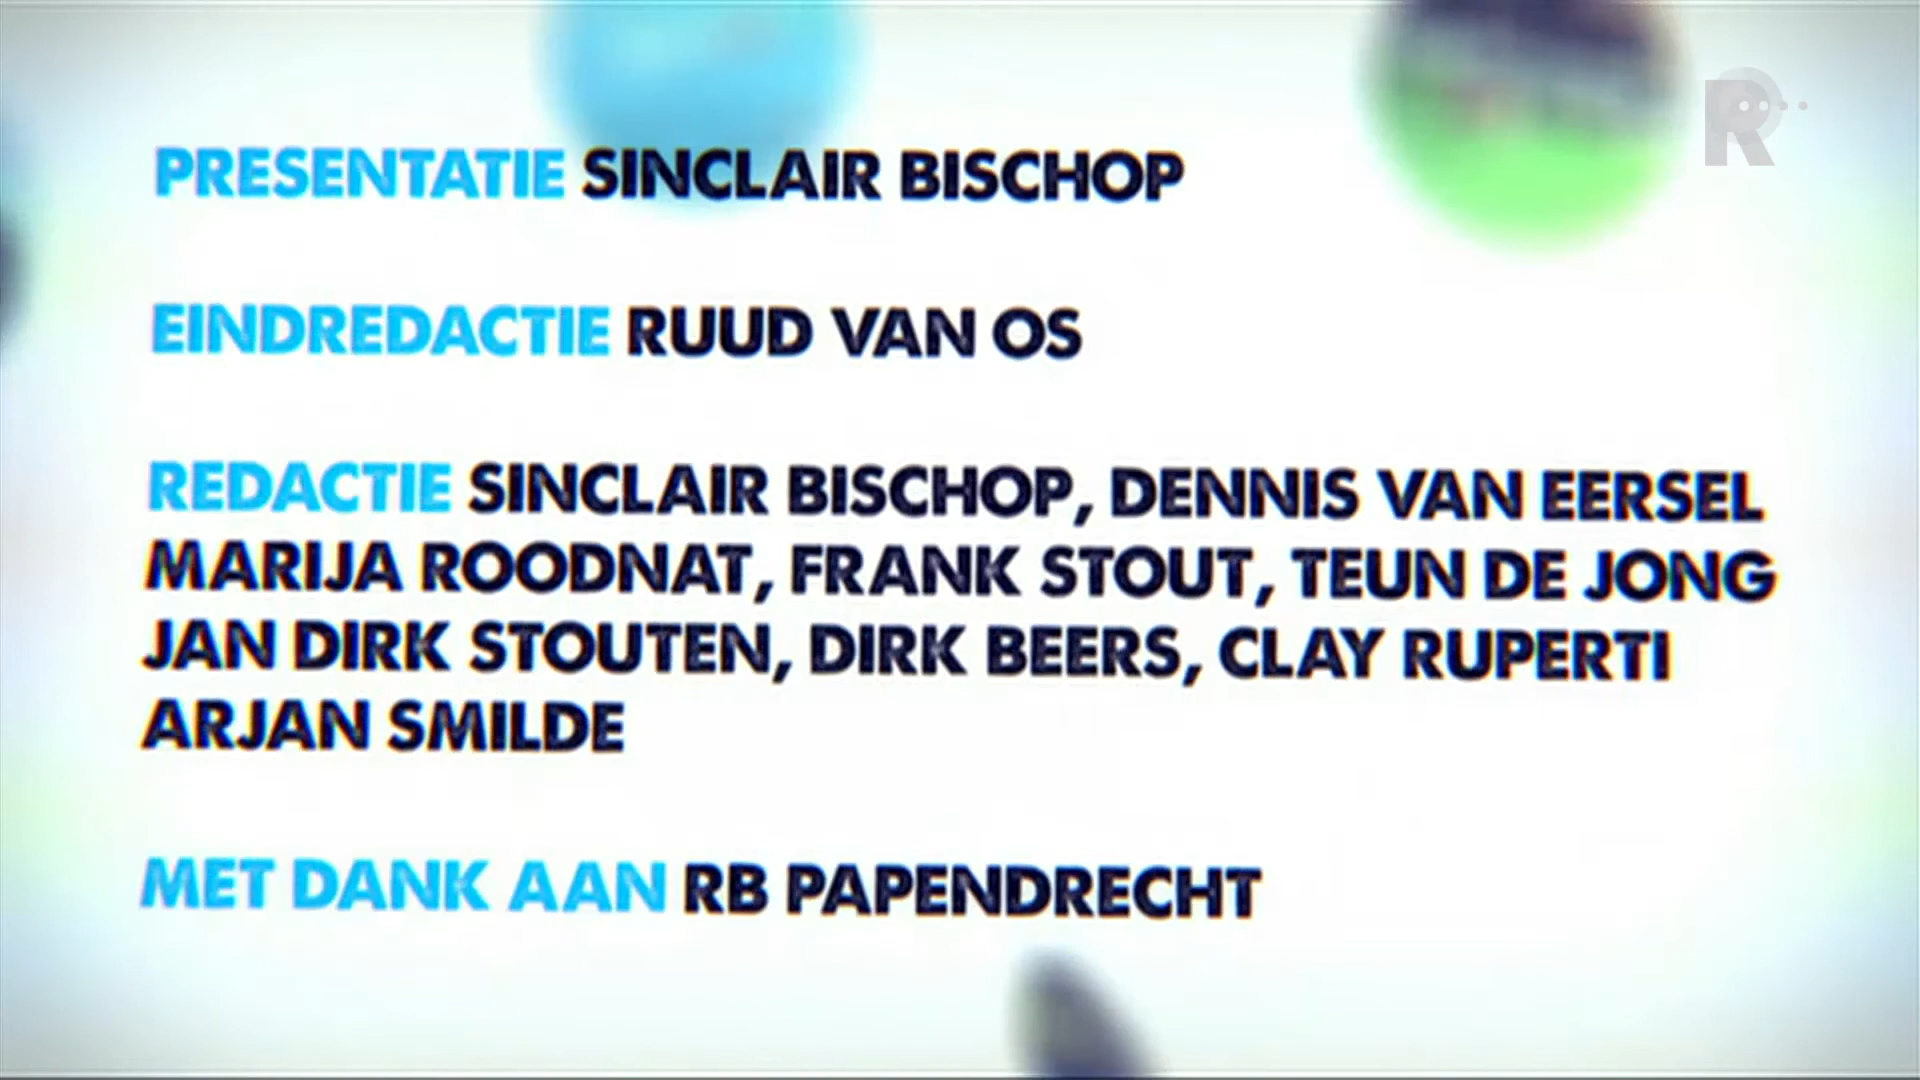 R
PRESENTATIE SINCLAIR BISCHOP
EINDREDACTIE RUUD VAN OS
REDACTIE SINCLAIR BISCHOP, DENNIS VAN EERSEL
MARIJA ROODNAT, FRANK STOUT, TEUN DE JONG
JAN DIRK STOUTEN, DIRK BEERS, CLAY RUPERTI
ARJAN SMILDE
MET DANK AAN RB PAPENDRECHT